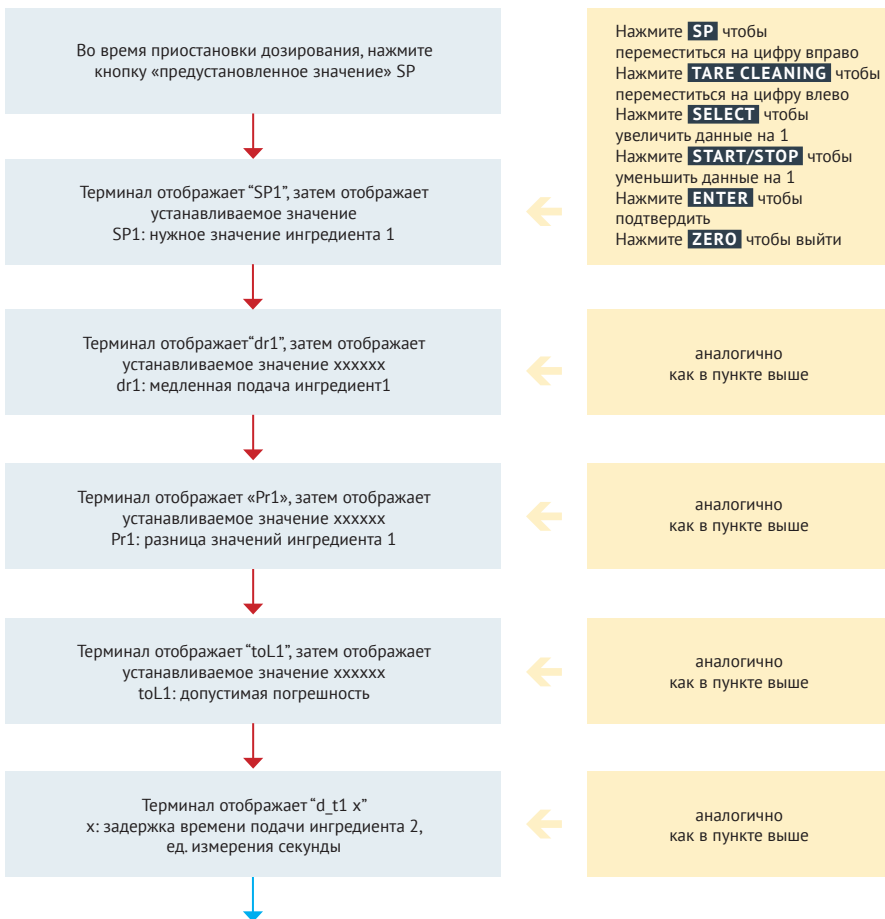 Во время приостановки дозирования, нажмите
кнопку «предустановленное значение» SP
Нажмите SP чтобы
переместиться на цифру вправо
Нажмите TARE CLEANING чтобы
переместиться на цифру влево
Нажмите SELECT чтобы
увеличить данные на 1
Нажмите START/STOP чтобы
уменьшить данные на 1
Нажмите ENTER чтобы
подтвердить
Нажмите ZERO чтобы выйти
Терминал отображает “SP1”, затем отображает
устанавливаемое значение
SP1: нужное значение ингредиента 1
Терминал отображает“dr1”, затем отображает
устанавливаемое значение xxxxxx
dr1: медленная подача ингредиент1
аналогично
как в пункте выше
Терминал отображает «Pr1», затем отображает
устанавливаемое значение xxxxxx
Pr1: разница значений ингредиента 1
аналогично
как в пункте выше
Терминал отображает “toL1”, затем отображает
устанавливаемое значение xxxxxx
toL1: допустимая погрешность
аналогично
как в пункте выше
Терминал отображает “d_t1 x”
x: задержка времени подачи ингредиента 2,
ед. измерения секунды
аналогично
как в пункте выше